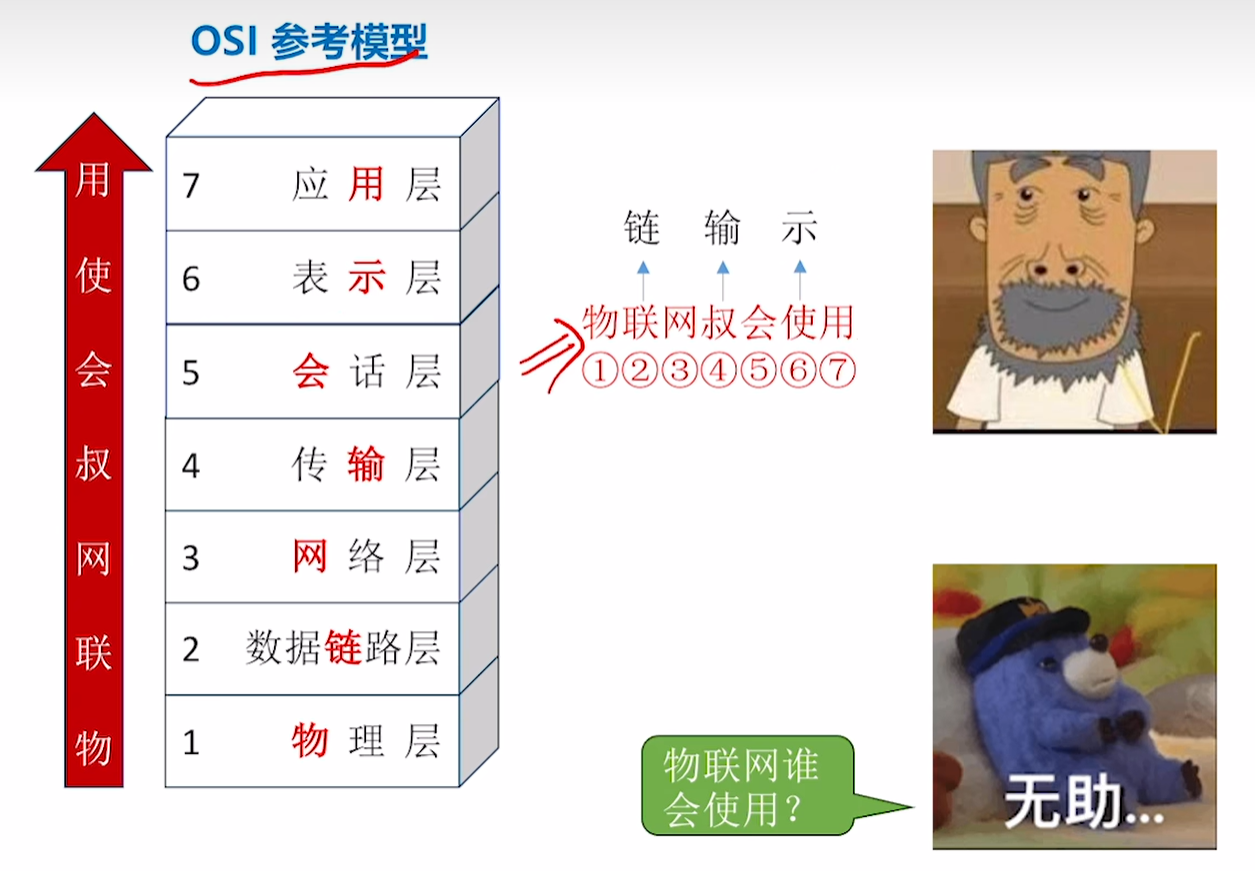 OSI 参考模型
用
使
会
叔
网
联
物
7 应用层
6 表示层
5 会话层
4 传输层
3 网络层
2 数据链路层
1 物理层
链 输 示
物联网叔会使用
①②③④⑤⑥⑦
物联网谁
会使用？
无助...